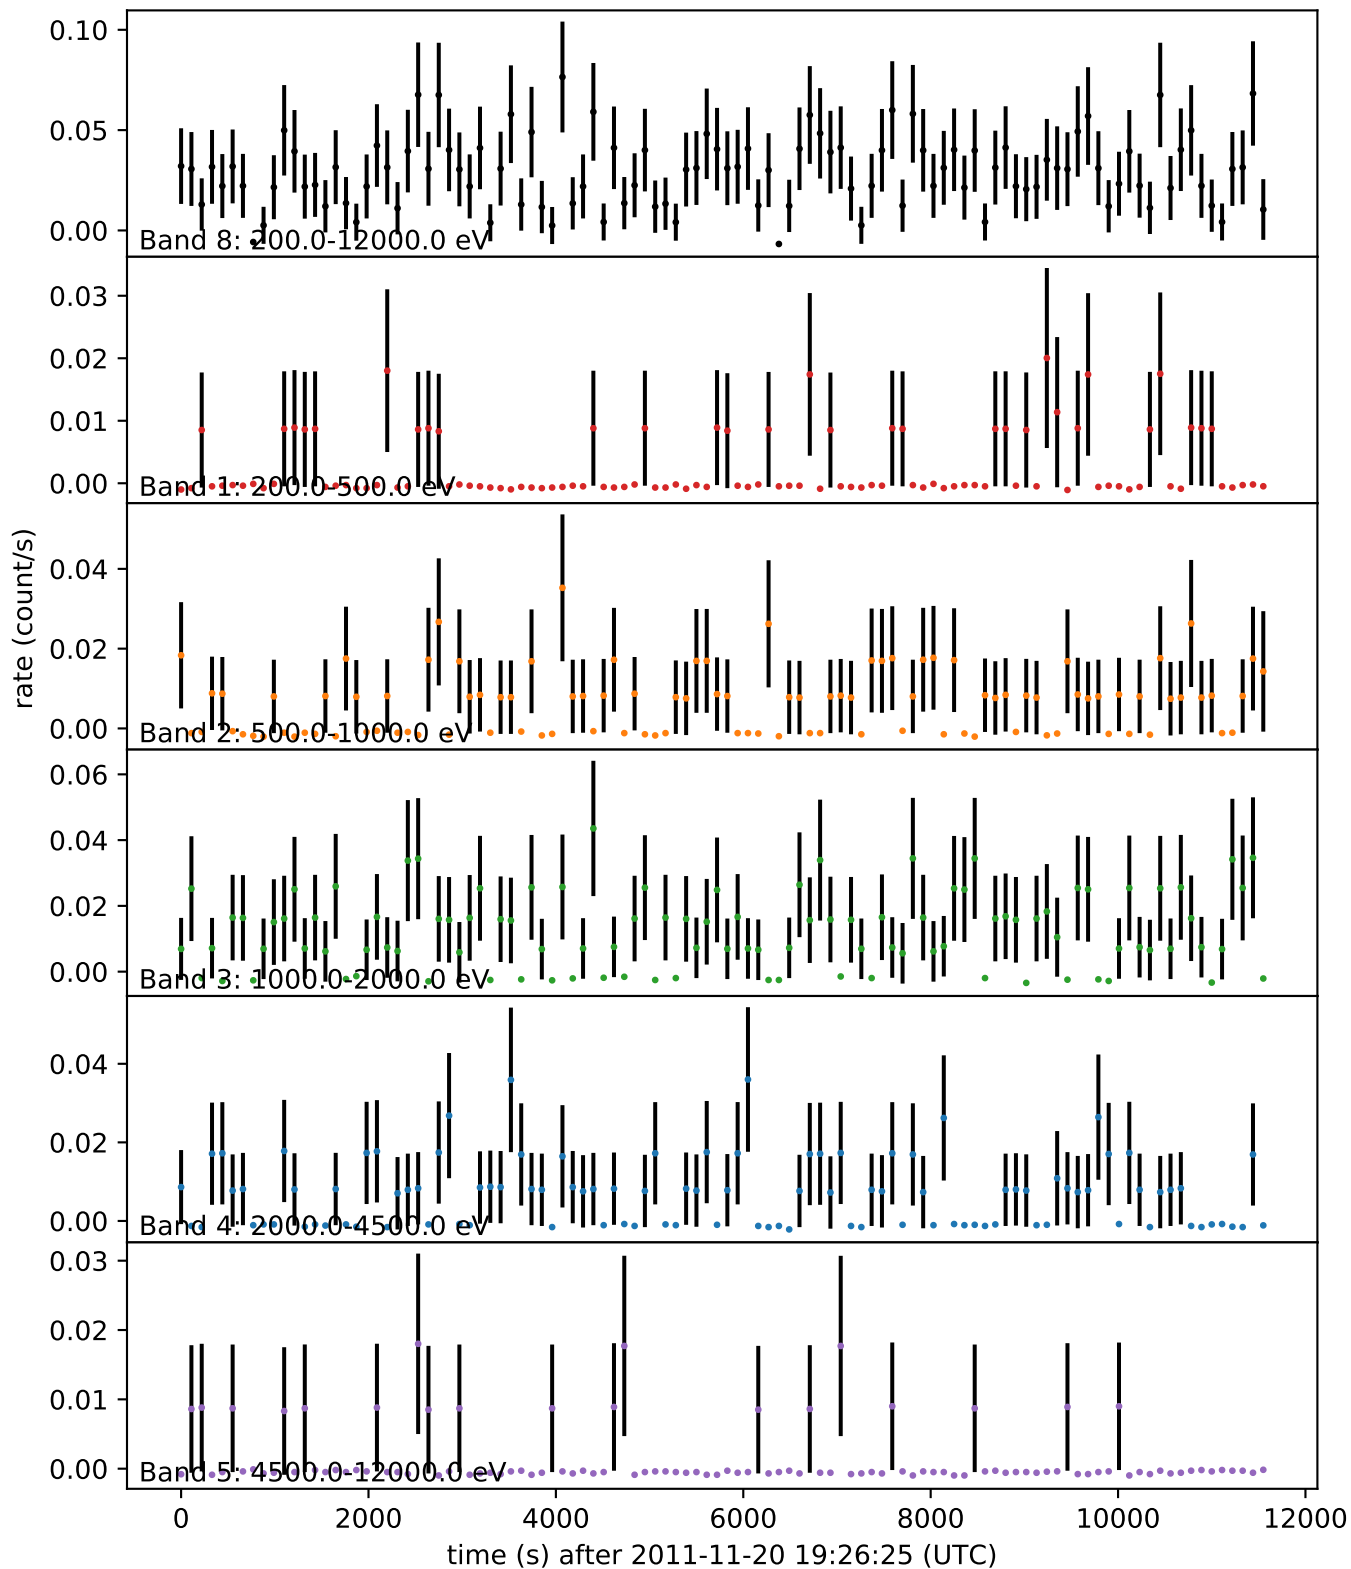 0.10
0.05
0.00
Band 8: 200.0-12000.0 eV
0.03
0.02
0.01
0.00
Band 1: 200.0-500.0 eV
rate (count/s)
0.04
0.02
0.00
Band 2: 500.0-1000.0 eV
0.06
0.04
0.02
0.00
Band 3: 1000.0-2000.0 eV
0.04
0.02
0.00
Band 4: 2000.0-4500.0 eV
0.03
0.02
0.01
0.00
Band 5: 4500.0-12000.0 eV
0 2000 4000 6000 8000 10000 12000
time (s) after 2011-11-20 19:26:25 (UTC)